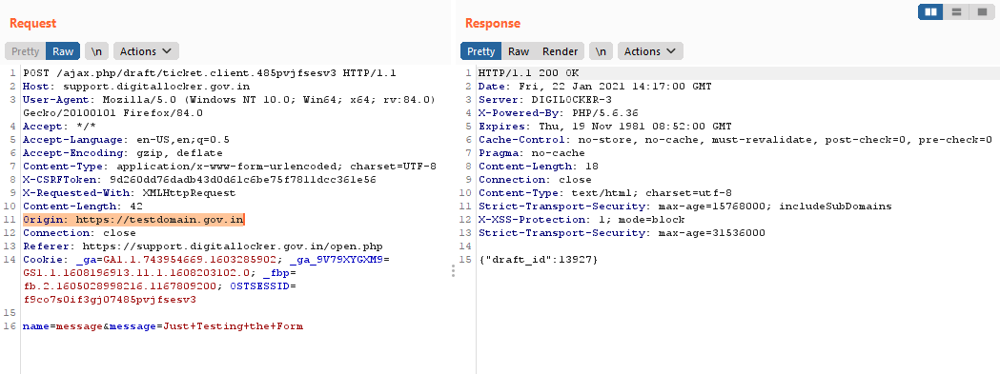 Request
Pretty Raw \n Actions
1 POST /ajax.php/draft/ticket.client.485pvjfsesv3 HTTP/1.1
2 Host: support.digitallocker.gov.in
3 User-Agent: Mozilla/5.0 (Windows NT 10.0; Win64; x64; rv:84.0)
Gecko/20100101 Firefox/84.0
4 Accept: */*
5 Accept-Language: en-US,en;q=0.5
6 Accept-Encoding: gzip, deflate
7 Content-Type: application/x-www-form-urlencoded; charset=UTF-8
8 X-CSRFToken: 9d260dd76dadb43d0d61c6be75f7811dcc361e56
9 X-Requested-With: XMLHttpRequest
10 Content-Length: 42
11 Origin: https://testdomain.gov.in
12 Connection: close
13 Referer: https://support.digitallocker.gov.in/open.php
14 Cookie: _ga=GA1.1.743954669.1603285902; _ga_9V79XYGXM9=
GS1.1.1608196913.11.1.1608203102.0; _fbp=
fb.2.1605028998216.1167809200; OSTSESSID=
f9co7s0if3gj07485pvjfsesv3
15
16 name=message&message=Just+Testing+the+Form
Response
Pretty Raw Render \n Actions
1 HTTP/1.1 200 OK
2 Date: Fri, 22 Jan 2021 14:17:00 GMT
3 Server: DIGILOCKER-3
4 X-Powered-By: PHP/5.6.36
5 Expires: Thu, 19 Nov 1981 08:52:00 GMT
6 Cache-Control: no-store, no-cache, must-revalidate, post-check=0, pre-check=0
7 Pragma: no-cache
8 Content-Length: 18
9 Connection: close
10 Content-Type: text/html; charset=utf-8
11 Strict-Transport-Security: max-age=15768000; includeSubDomains
12 X-XSS-Protection: 1; mode=block
13 Strict-Transport-Security: max-age=31536000
14
15 {"draft_id":13927}